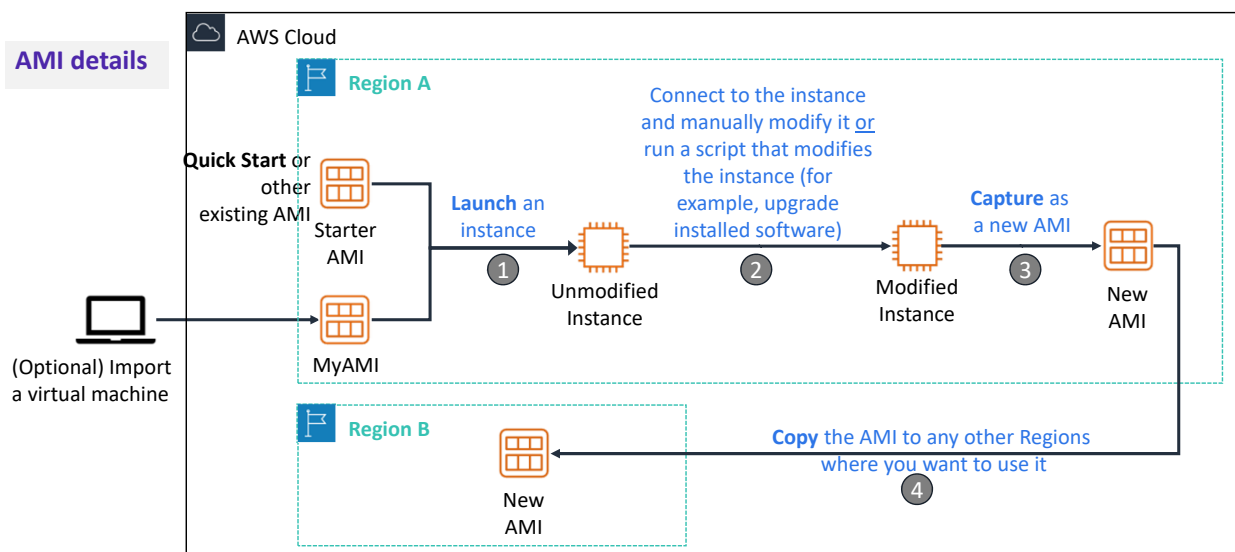 AMI details
AWS Cloud
Region A
Quick Start or
other
existing AMI
Starter
AMI
Launch an
instance
1
Unmodified
Instance
Connect to the instance
and manually modify it or
run a script that modifies
the instance (for
example, upgrade
installed software)
2
Modified
Instance
Capture as
a new AMI
3
New
AMI
(Optional) Import
a virtual machine
MyAMI
Region B
New
AMI
Copy the AMI to any other Regions
where you want to use it
4